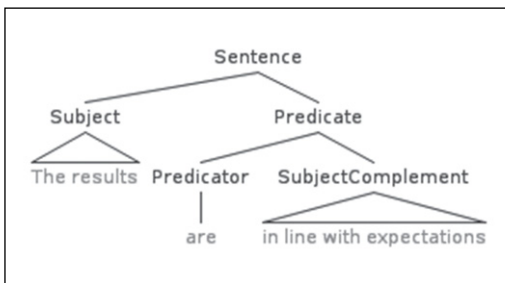 Sentence
Subject Predicate
The results Predicator SubjectComplement
are in line with expectations